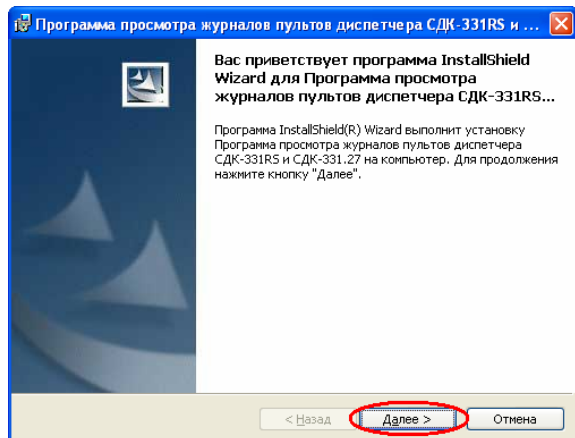 Программа просмотра журналов пультов диспетчера СДК-331RS и ...
Вас приветствует программа InstallShield
Wizard для Программа просмотра
журналов пультов диспетчера СДК-331RS...
Программа InstallShield(R) Wizard выполнит установку
Программа просмотра журналов пультов диспетчера
СДК-331RS и СДК-331.27 на компьютер. Для продолжения
нажмите кнопку "Далее".
< Назад
Далее >
Отмена